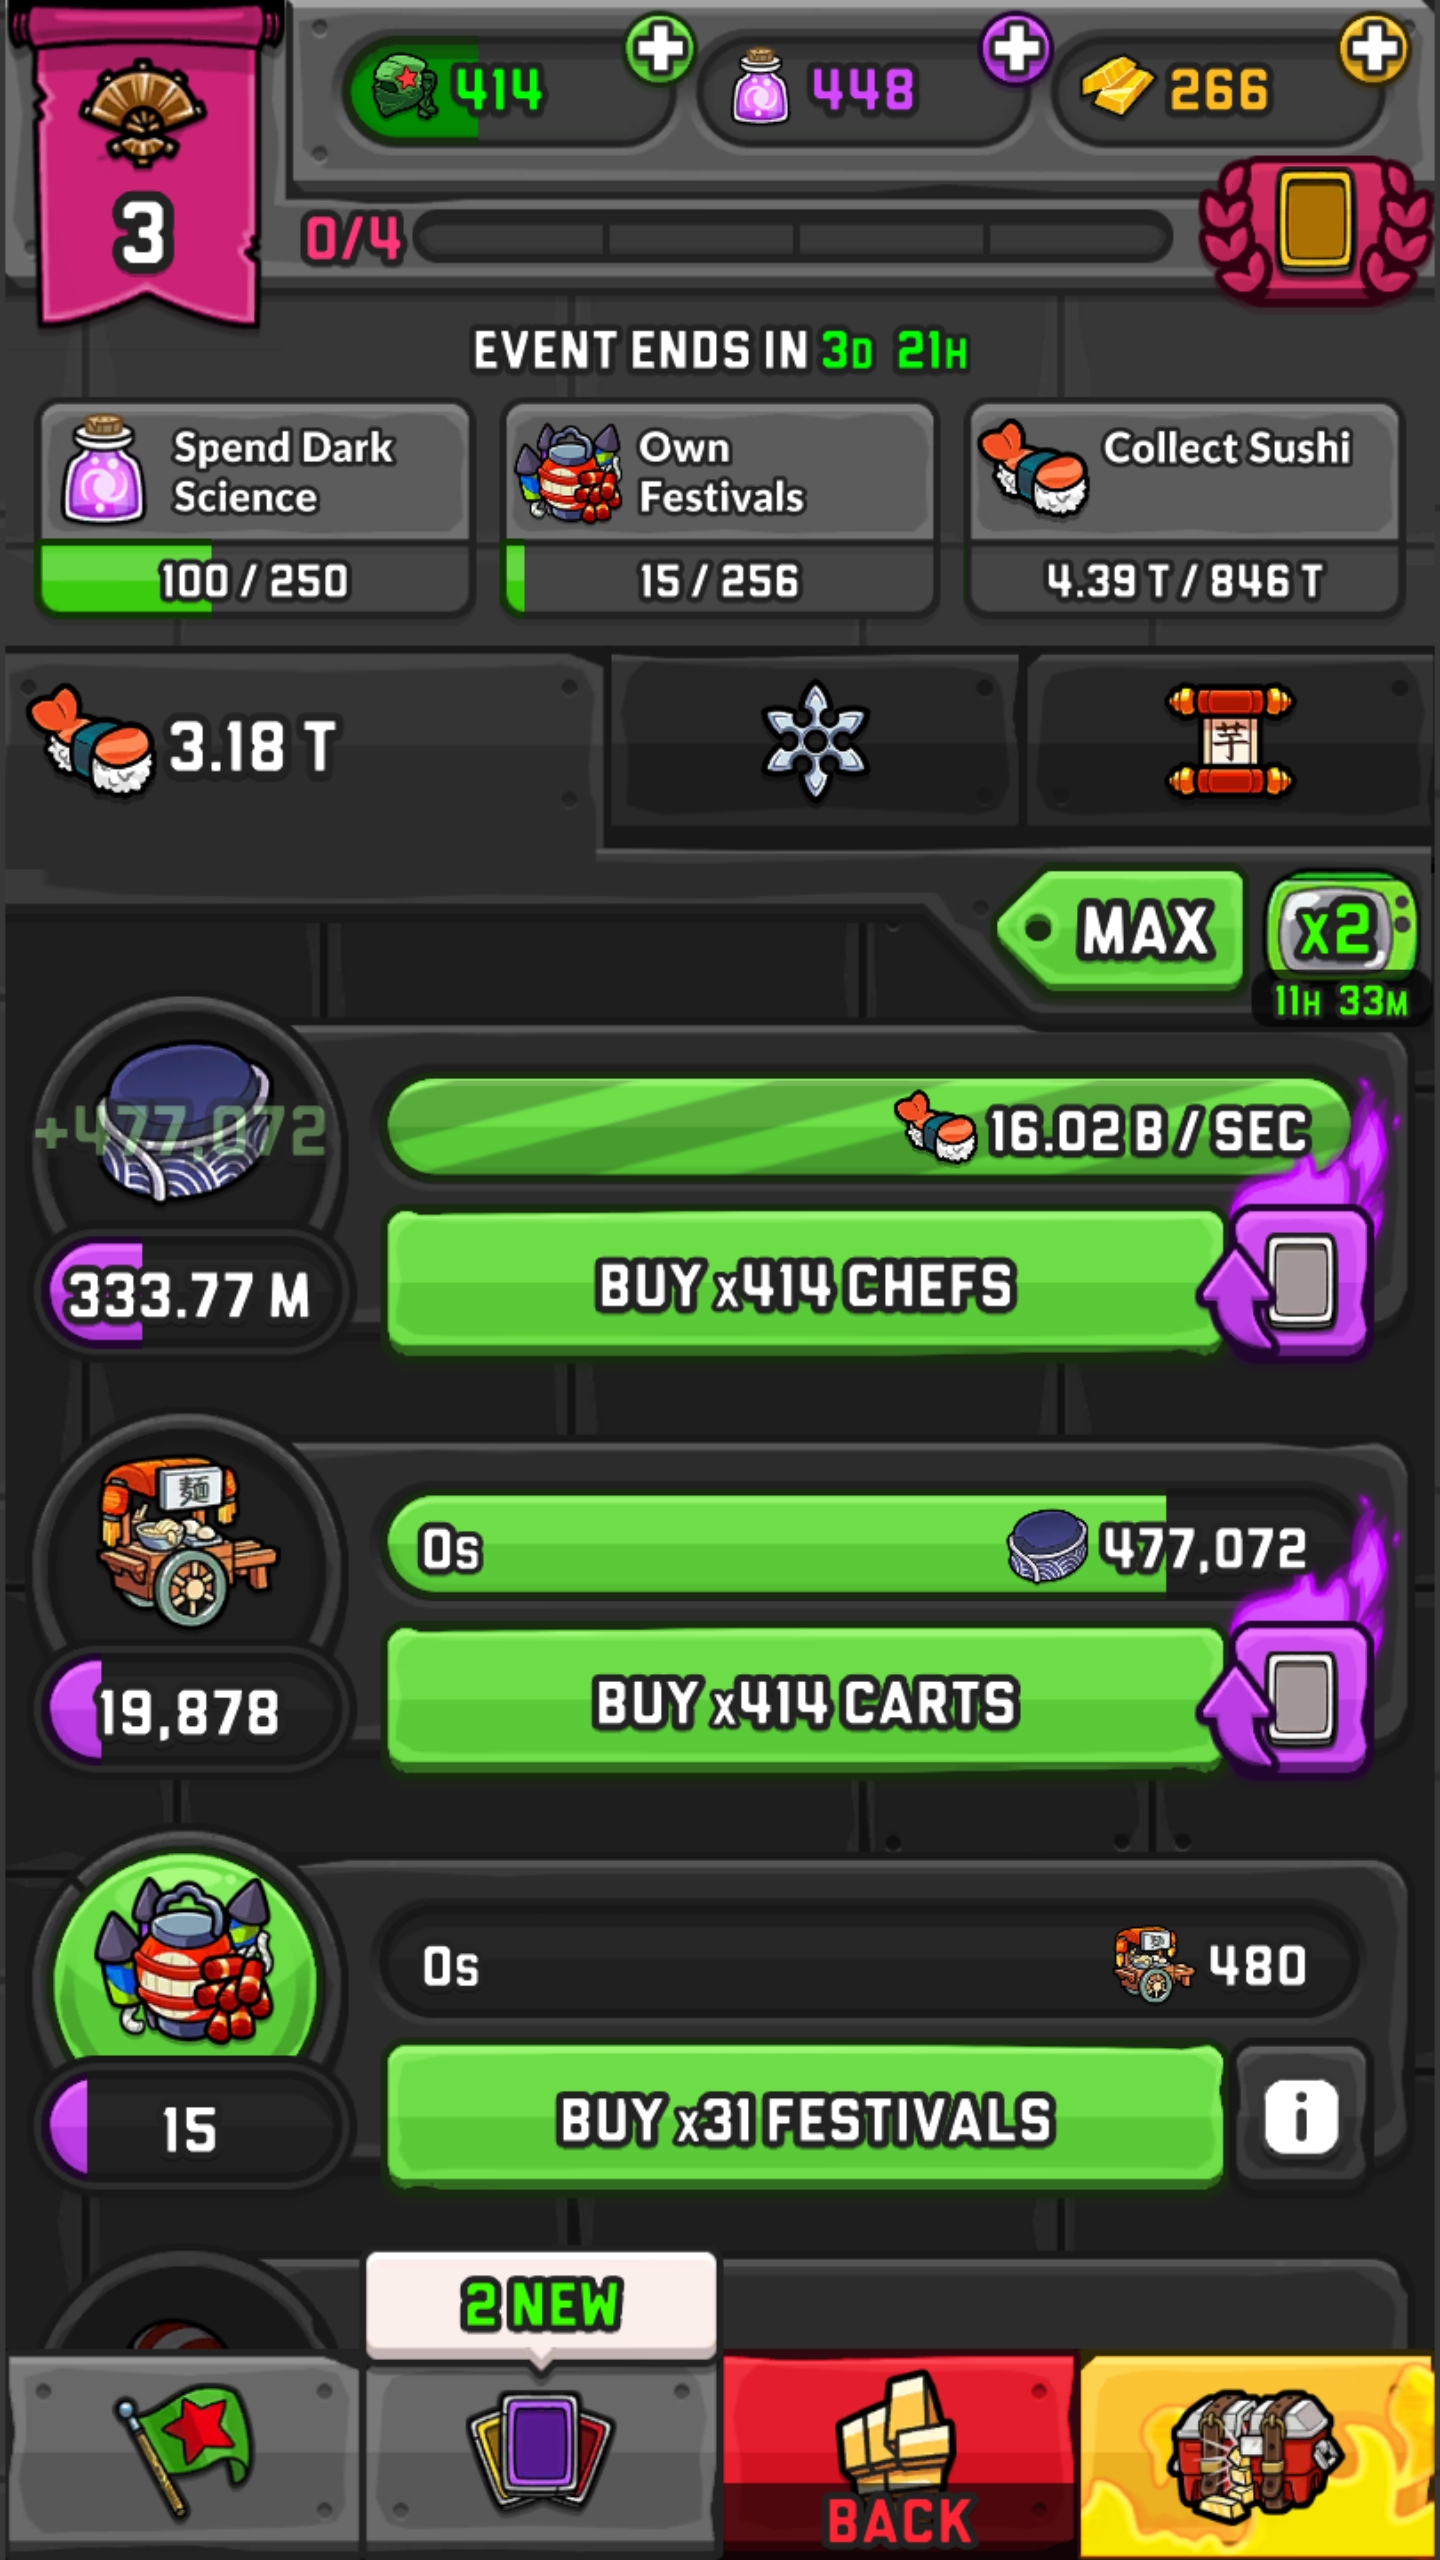 414
448
266
3
0/4
EVENT ENDS IN 3D 21H
Spend Dark
Science
100 / 250
Own
Festivals
15 / 256
Collect Sushi
4.39 T / 846 T
3.18 T
芋
MAX
x2
11H 33M
+477,072
16.02 B / SEC
333.77 M
BUY x414 CHEFS
麺
0s
477,072
19,878
BUY x414 CARTS
0s
480
15
BUY x31 FESTIVALS
i
2 NEW
BACK